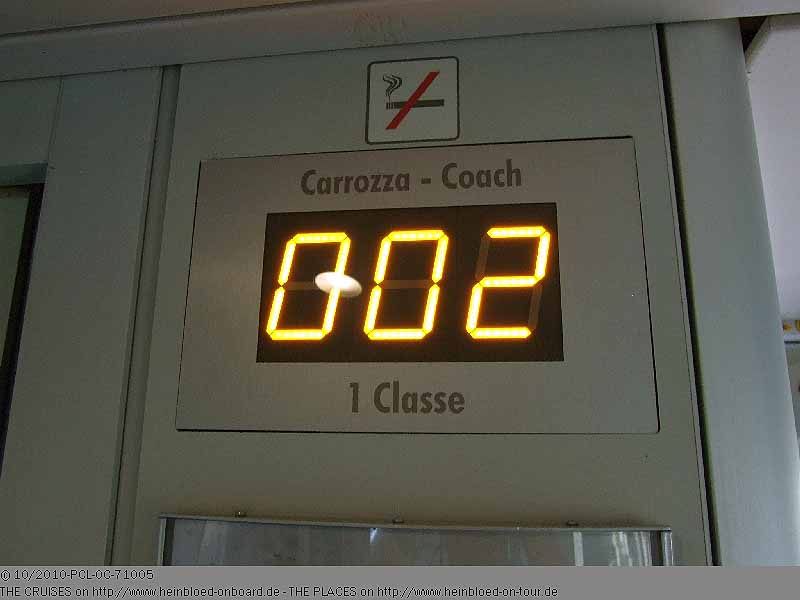 Carrozza - Coach
002
1 Classe
© 10/2010-PCL-OC-71005
THE CRUISES on http://www.heinbloed-onboard.de - THE PLACES on http://www.heinbloed-on-tour.de